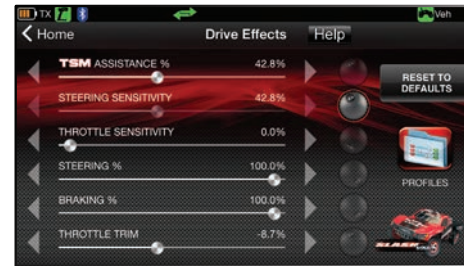 TX Veh
Home Drive Effects Help
TSM ASSISTANCE % 42.8%
RESET TO DEFAULTS
STEERING SENSITIVITY 42.8%
THROTTLE SENSITIVITY 0.0%
STEERING % 100.0%
PROFILES
BRAKING % 100.0%
THROTTLE TRIM -8.7%
SLASH